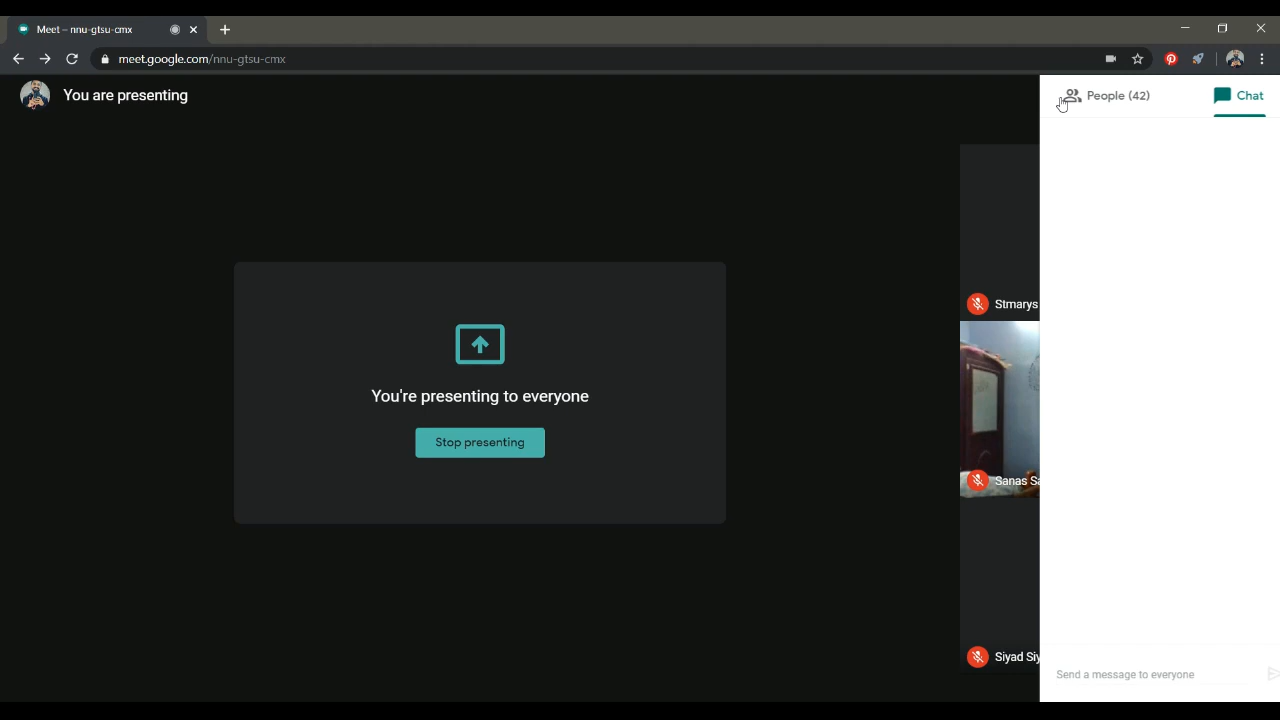 Meet – nnu-gtsu-cmx
meet.google.com/nnu-gtsu-cmx
You are presenting
People (42)
Chat
Stmarys
You're presenting to everyone
Stop presenting
Sanas Sa
Siyad Siy
Send a message to everyone